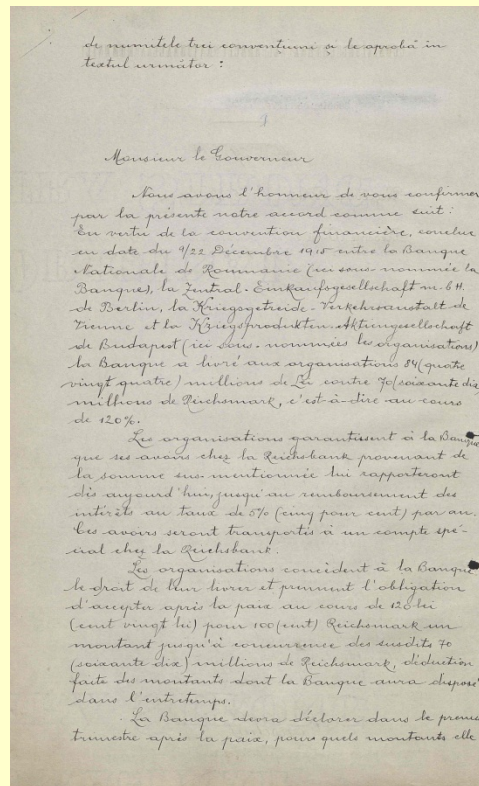 de numitele trei convențiuni și le aprobă in
textul următor :
1
Monsieur le Gouverneur
Nous avons l'honneur de vous confirmer
par la présente notre accord comme suit :
En vertu de la convention financière, conclue
en date du 9/22 Décembre 1915 entre la Banque
Nationale de Roumanie (ici sous-nommée la
Banque), la Zentral-Einkaufsgesellschaft m. b H.
de Berlin, la Kriegsgetreide-Verkehrsanstalt de
Vienne et la Kriegsprodukten-Aktiengesellschaft
de Budapest (ici sous-nommées les organisations)
la Banque a livré aux organisations 84 (quatre
vingt quatre) millions de Lei contre 70 (soixante dix
millions de Reichsmark, c'est-à-dire au cours
de 120%.
Les organisations garantissent à la Banque
que ses avoirs chez la Reichsbank provenant de
la somme sus-mentionnée lui rapporteront
dès aujourd'hui, jusqu'au remboursement des
intérêts au taux de 5% (cinq pour cent) par an.
Ces avoirs seront transportés à un compte spé-
cial chez la Reichsbank.
Les organisations concèdent à la Banque
le droit de leur livrer et prennent l'obligation
d'accepter après la paix au cours de 120 lei
(cent vingt lei) pour 100 (cent) Reichsmark un
montant jusqu'à concurrence des susdits 70
(soixante dix) millions de Reichsmark, déduction
faite des montants dont la Banque aura disposé
dans l'entretemps.
La Banque devra déclarer dans le premier
trimestre après la paix, pour quels montants elle